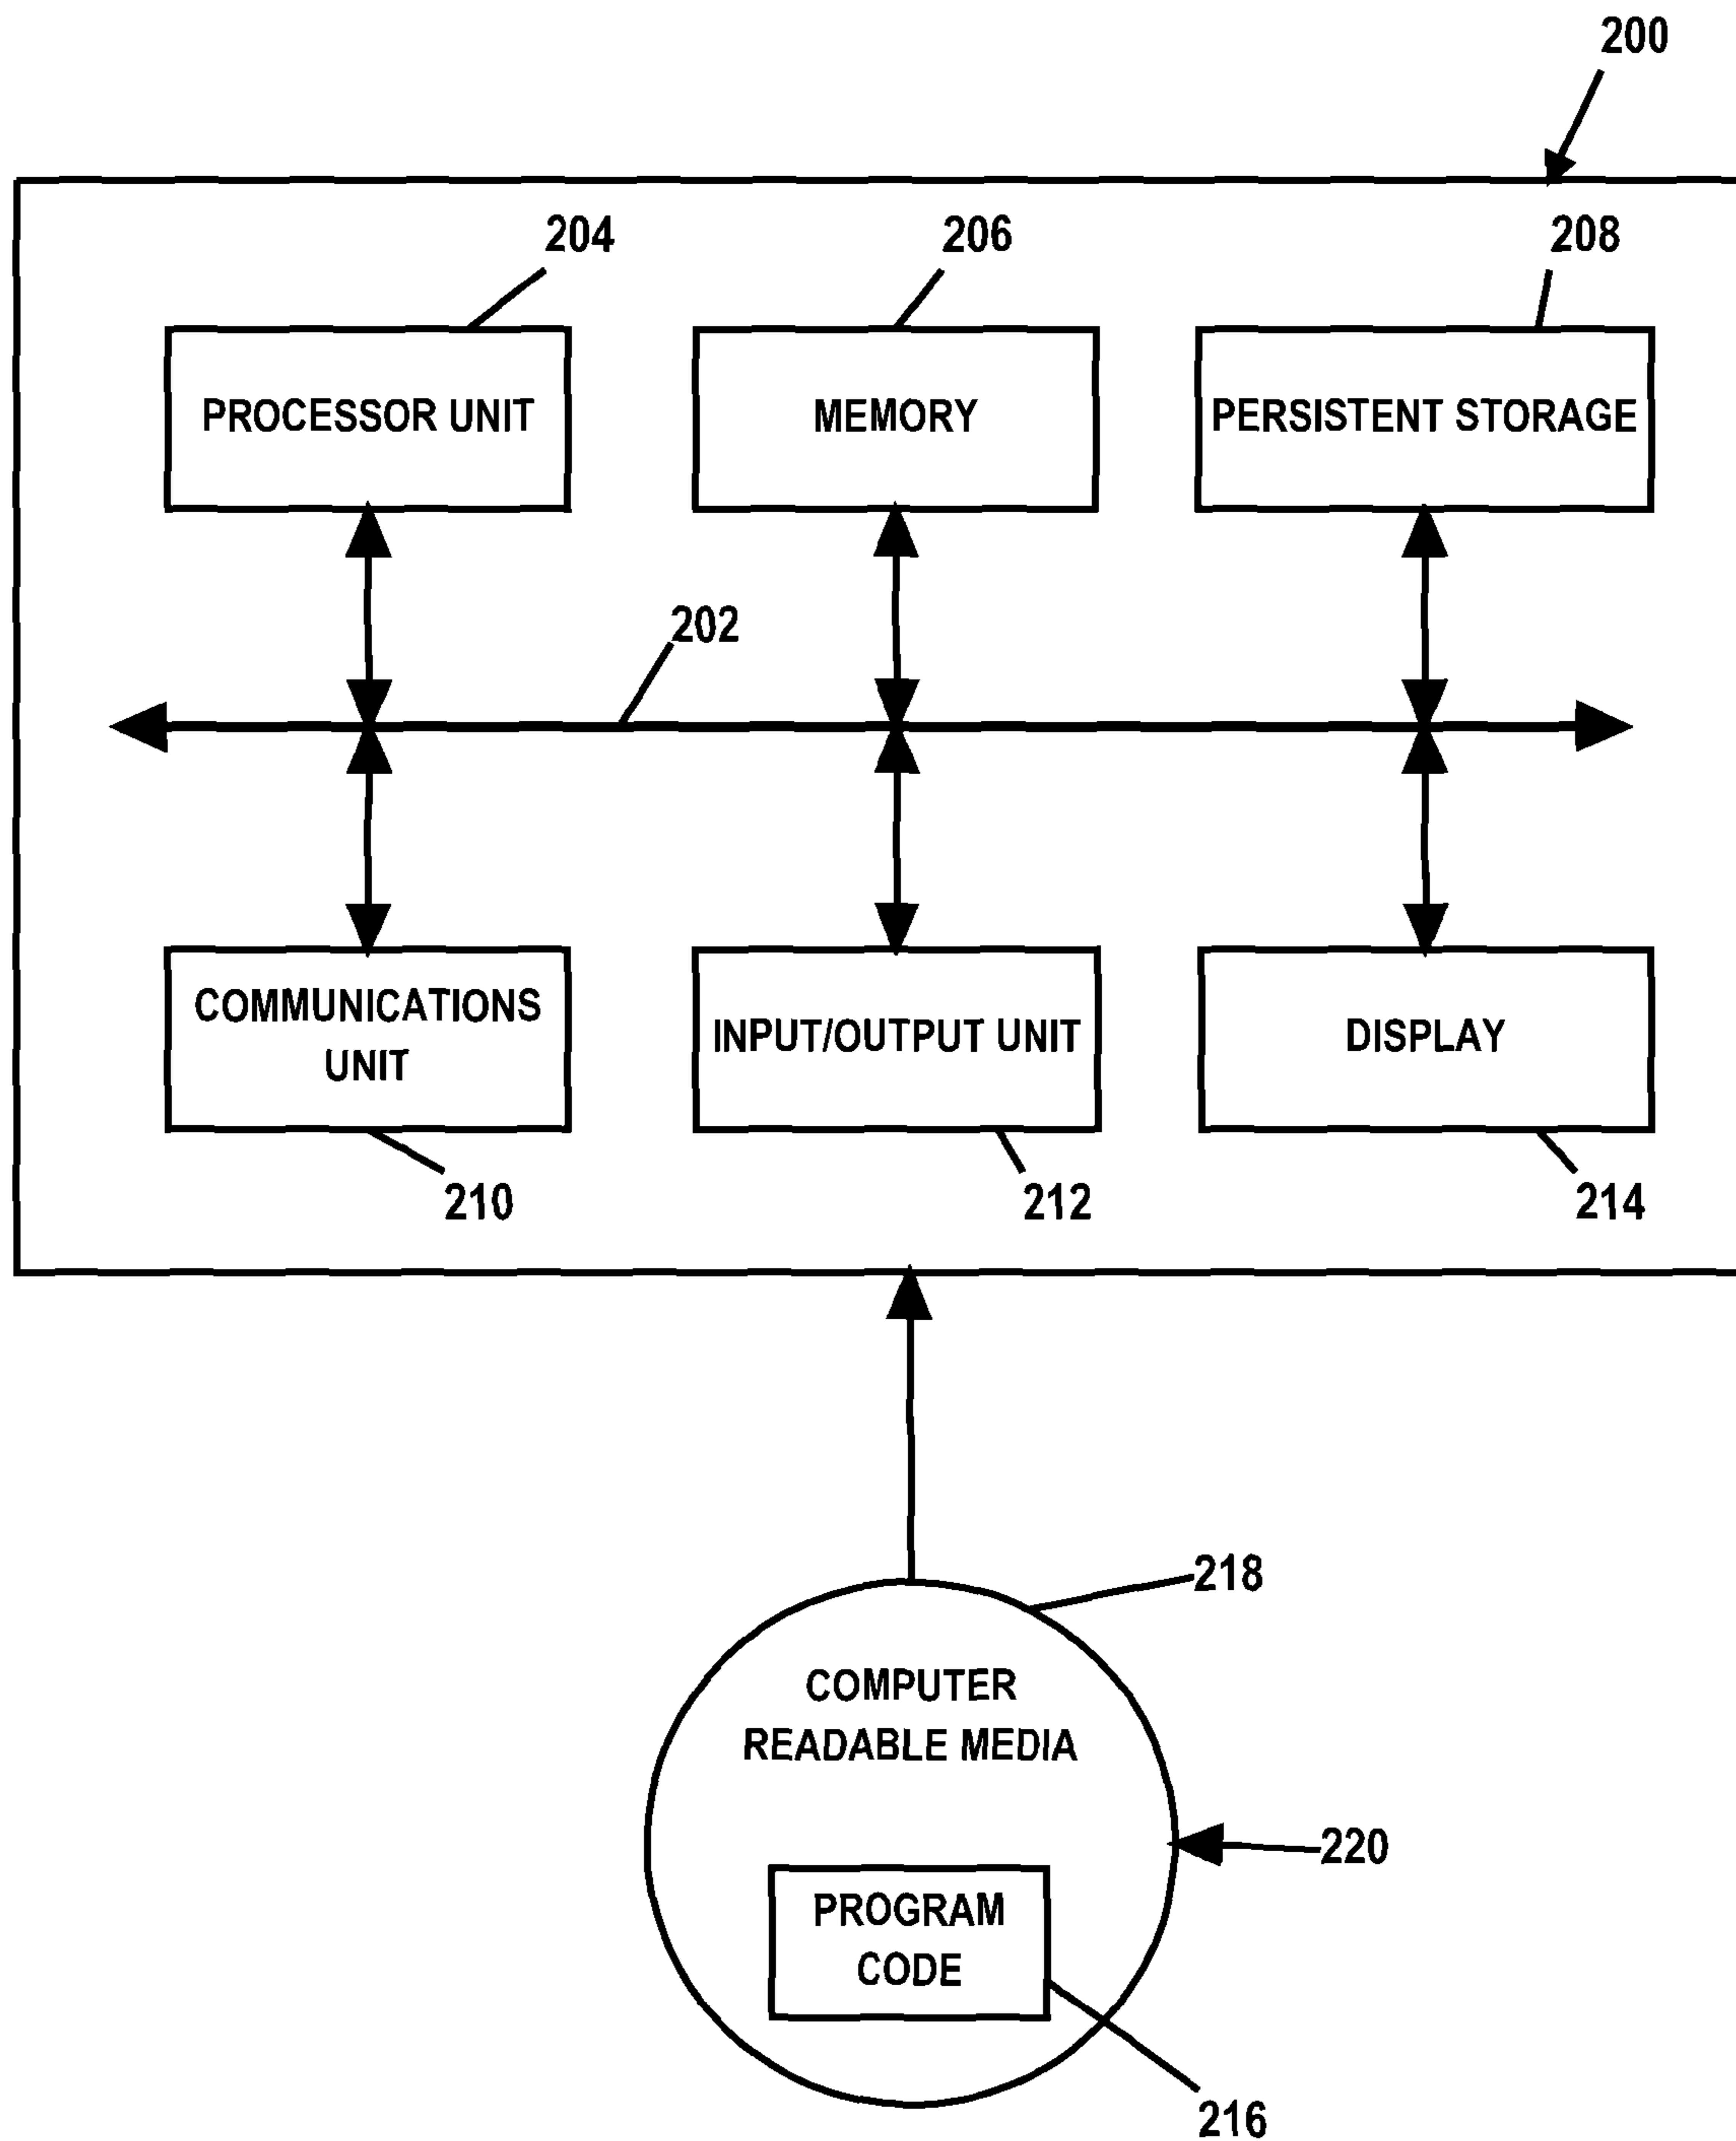 200
204
206
208
PROCESSOR UNIT
MEMORY
PERSISTENT STORAGE
202
COMMUNICATIONS
UNIT
INPUT/OUTPUT UNIT
DISPLAY
210
212
214
218
COMPUTER
READABLE MEDIA
220
PROGRAM
CODE
216